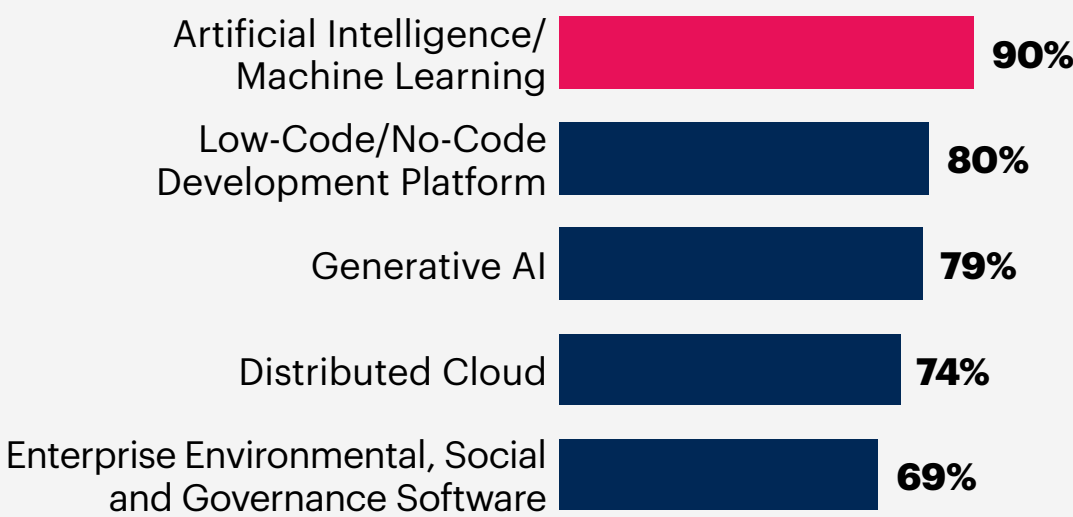 Artificial Intelligence/
Machine Learning
90%
Low-Code/No-Code
Development Platform
80%
Generative AI
79%
Distributed Cloud
74%
Enterprise Environmental, Social
and Governance Software
69%